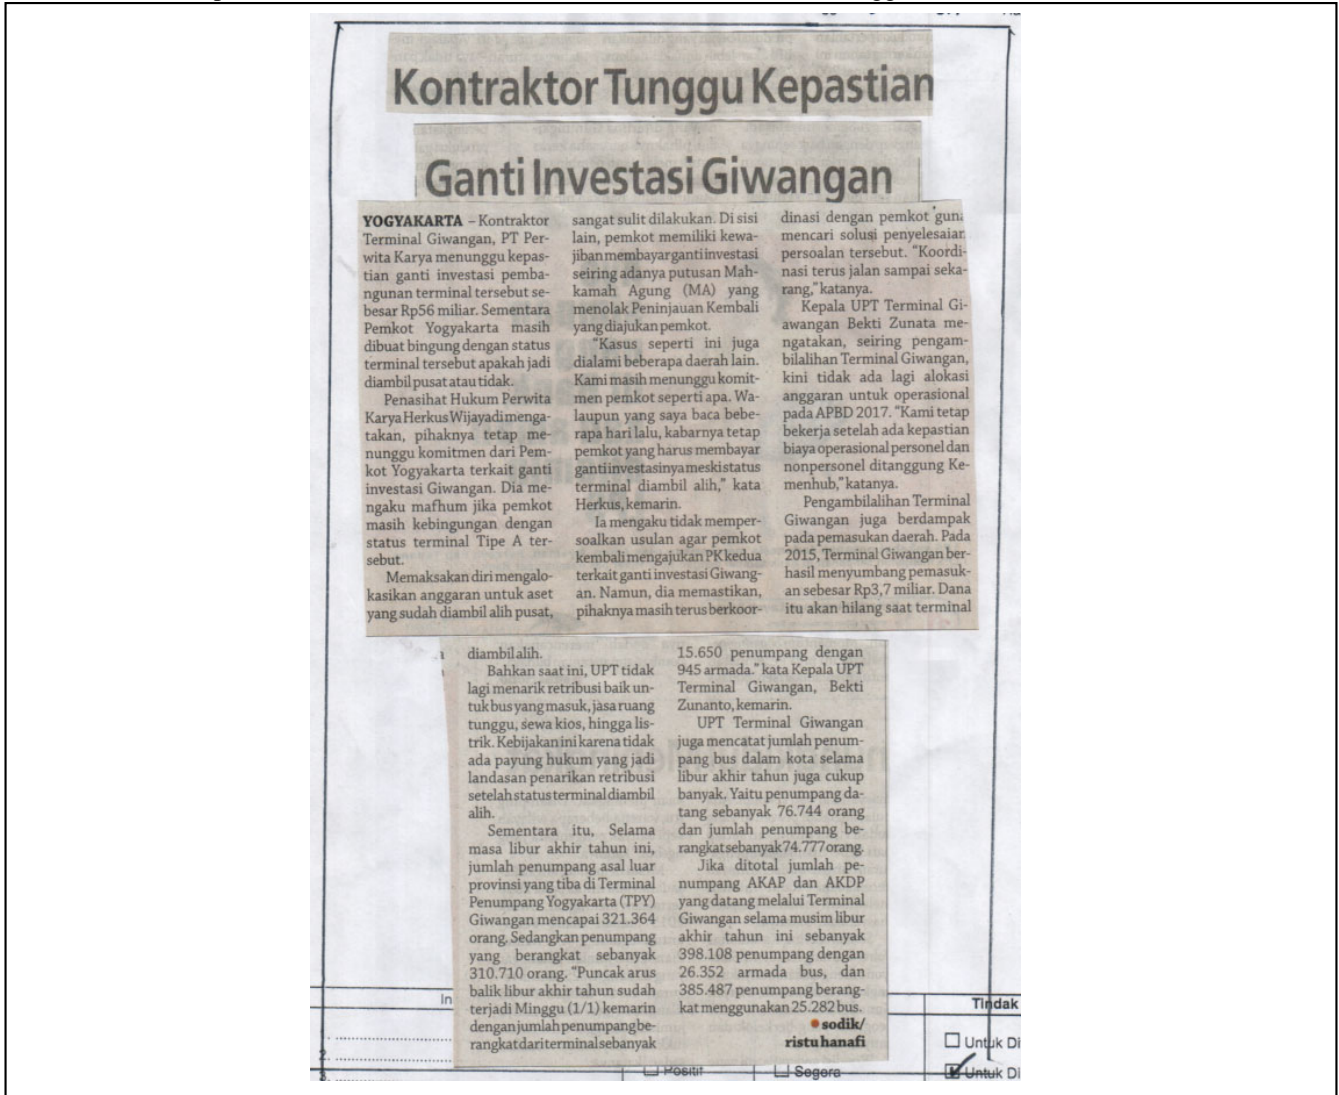 Kontraktor Tunggu Kepastian
Ganti Investasi Giwangan
YOGYAKARTA – Kontraktor
Terminal Giwangan, PT Per-
wita Karya menunggu kepas-
tian ganti investasi pemba-
ngunan terminal tersebut se-
besar Rp56 miliar. Sementara
Pemkot Yogyakarta masih
dibuat bingung dengan status
terminal tersebut apakah jadi
diambil pusat atau tidak.
Penasihat Hukum Perwita
Karya Herkus Wijayadi menga-
takan, pihaknya tetap me-
nunggu komitmen dari Pem-
kot Yogyakarta terkait ganti
investasi Giwangan. Dia me-
ngaku mafhum jika pemkot
masih kebingungan dengan
status terminal Tipe A ter-
sebut.
Memaksakan diri mengalo-
kasikan anggaran untuk aset
yang sudah diambil alih pusat,
sangat sulit dilakukan. Di sisi
lain, pemkot memiliki kewa-
jiban membayar ganti investasi
seiring adanya putusan Mah-
kamah Agung (MA) yang
menolak Peninjauan Kembali
yang diajukan pemkot.
"Kasus seperti ini juga
dialami beberapa daerah lain.
Kami masih menunggu komit-
men pemkot seperti apa. Wa-
laupun yang saya baca bebe-
rapa hari lalu, kabarnya tetap
pemkot yang harus membayar
ganti investasinya meski status
terminal diambil alih," kata
Herkus, kemarin.
Ia mengaku tidak memper-
soalkan usulan agar pemkot
kembali mengajukan PK kedua
terkait ganti investasi Giwang-
an. Namun, dia memastikan,
pihaknya masih terus berkoor-
dinasi dengan pemkot guna
mencari solusi penyelesaian
persoalan tersebut. "Koordi-
nasi terus jalan sampai seka-
rang," katanya.
Kepala UPT Terminal Gi-
awangan Bekti Zunata me-
ngatakan, seiring pengam-
bilalihan Terminal Giwangan,
kini tidak ada lagi alokasi
anggaran untuk operasional
pada APBD 2017. "Kami tetap
bekerja setelah ada kepastian
biaya operasional personel dan
nonpersonel ditanggung Ke-
menhub," katanya.
Pengambilalihan Terminal
Giwangan juga berdampak
pada pemasukan daerah. Pada
2015, Terminal Giwangan ber-
hasil menyumbang pemasuk-
an sebesar Rp3,7 miliar. Dana
itu akan hilang saat terminal
diambil alih.
Bahkan saat ini, UPT tidak
lagi menarik retribusi baik un-
tuk bus yang masuk, jasa ruang
tunggu, sewa kios, hingga lis-
trik. Kebijakan ini karena tidak
ada payung hukum yang jadi
landasan penarikan retribusi
setelah status terminal diambil
alih.
Sementara itu, Selama
masa libur akhir tahun ini,
jumlah penumpang asal luar
provinsi yang tiba di Terminal
Penumpang Yogyakarta (TPY)
Giwangan mencapai 321.364
orang. Sedangkan penumpang
yang berangkat sebanyak
310.710 orang. "Puncak arus
balik libur akhir tahun sudah
terjadi Minggu (1/1) kemarin
dengan jumlah penumpang be-
rangkat dari terminal sebanyak
15.650 penumpang dengan
945 armada." kata Kepala UPT
Terminal Giwangan, Bekti
Zunanto, kemarin.
UPT Terminal Giwangan
juga mencatat jumlah penum-
pang bus dalam kota selama
libur akhir tahun juga cukup
banyak. Yaitu penumpang da-
tang sebanyak 76.744 orang
dan jumlah penumpang be-
rangkat sebanyak 74.777 orang.
Jika ditotal jumlah pe-
numpang AKAP dan AKDP
yang datang melalui Terminal
Giwangan selama musim libur
akhir tahun ini sebanyak
398.108 penumpang dengan
26.352 armada bus, dan
385.487 penumpang berang-
kat menggunakan 25.282 bus.
sodik/
ristu hanafi
In
Tindak
Untuk Di
Positif
Segera
Untuk Di